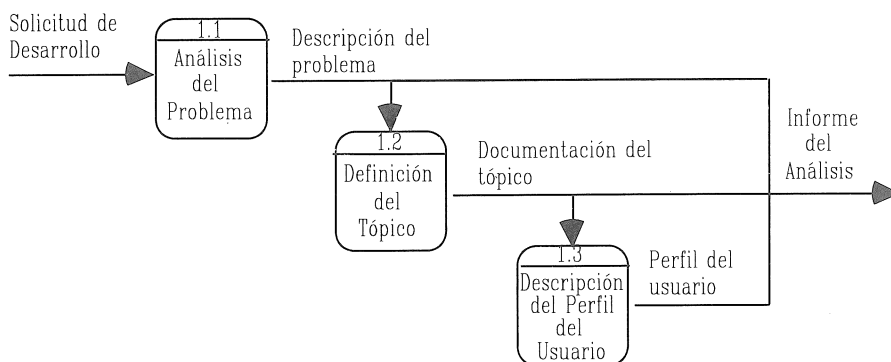 Solicitud de
Desarrollo
1.1
Análisis
del
Problema
Descripción del
problema
1.2
Definición
del
Tópico
Documentación del
tópico
Informe
del
Análisis
1.3
Descripción
del Perfil
del
Usuario
Perfil del
usuario